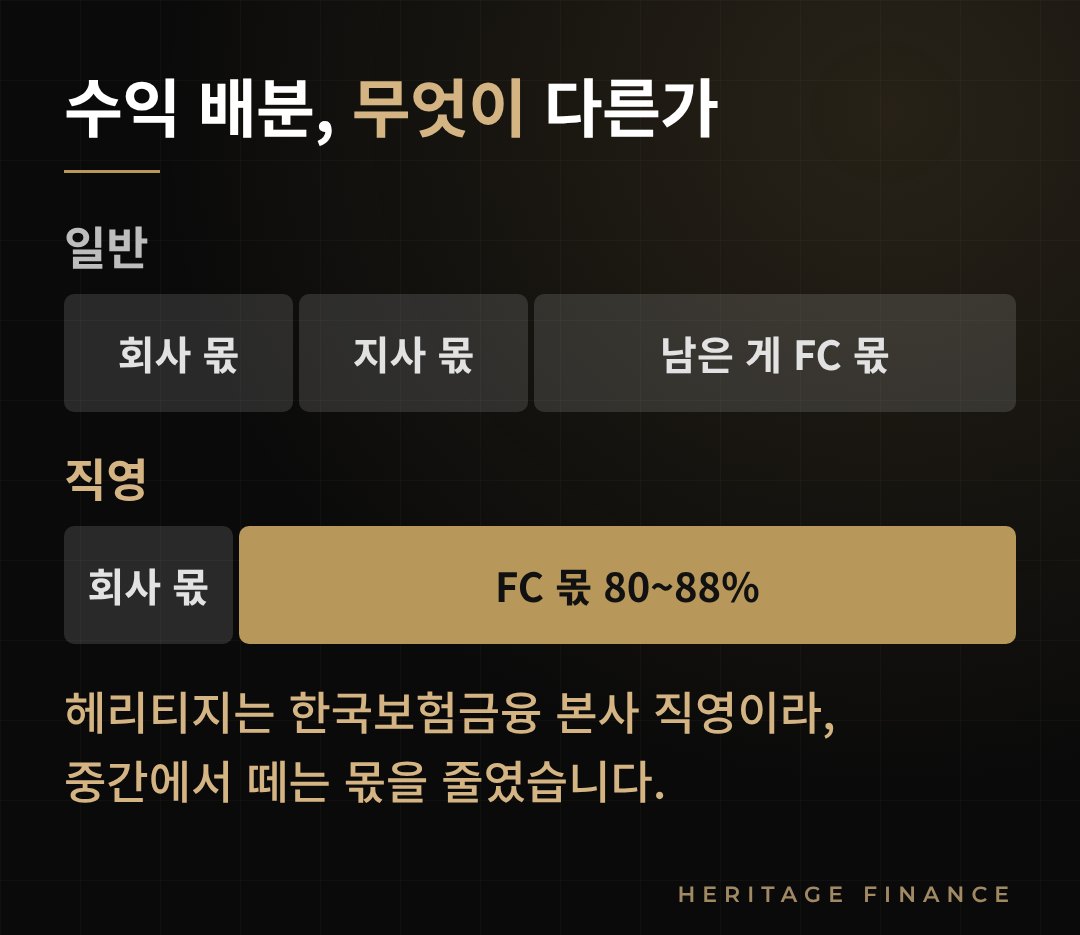 수익 배분, 무엇이 다른가
일반
회사 몫
지사 몫
남은 게 FC 몫
직영
회사 몫
FC 몫 80~88%
헤리티지는 한국보험금융 본사 직영이라,
중간에서 떼는 몫을 줄였습니다.
HERITAGE FINANCE